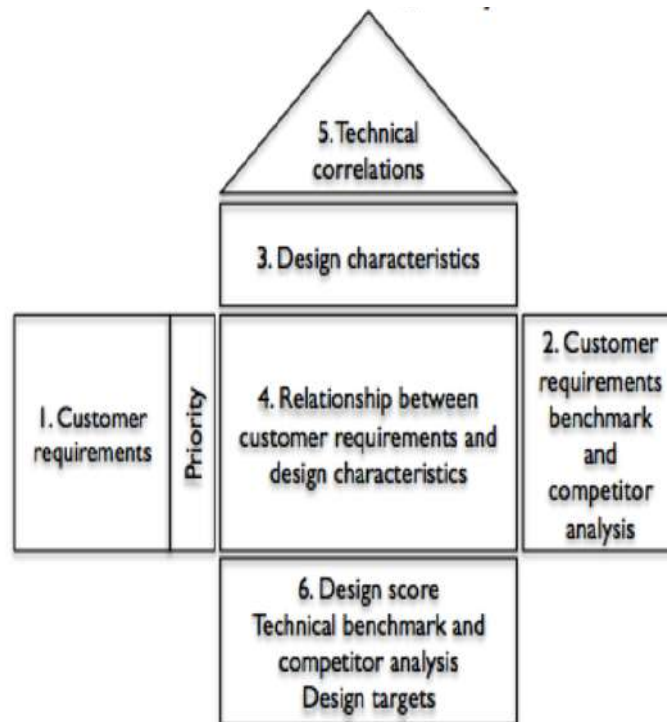 5. Technical
correlations
3. Design characteristics
1. Customer
requirements
Priority
4. Relationship between
customer requirements and
design characteristics
2. Customer
requirements
benchmark
and
competitor
analysis
6. Design score
Technical benchmark and
competitor analysis
Design targets